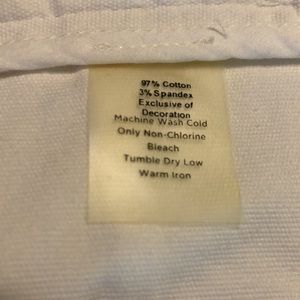 97% Cotton
3% Spandex
Exclusive of
Decoration
Machine Wash Cold
Only Non-Chlorine
Bleach
Tumble Dry Low
Warm Iron